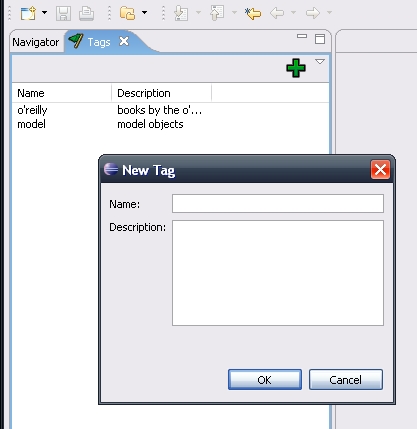 Navigator
Tags
Name Description
o'reilly books by the o'...
model model objects
New Tag
Name:
Description:
OK Cancel